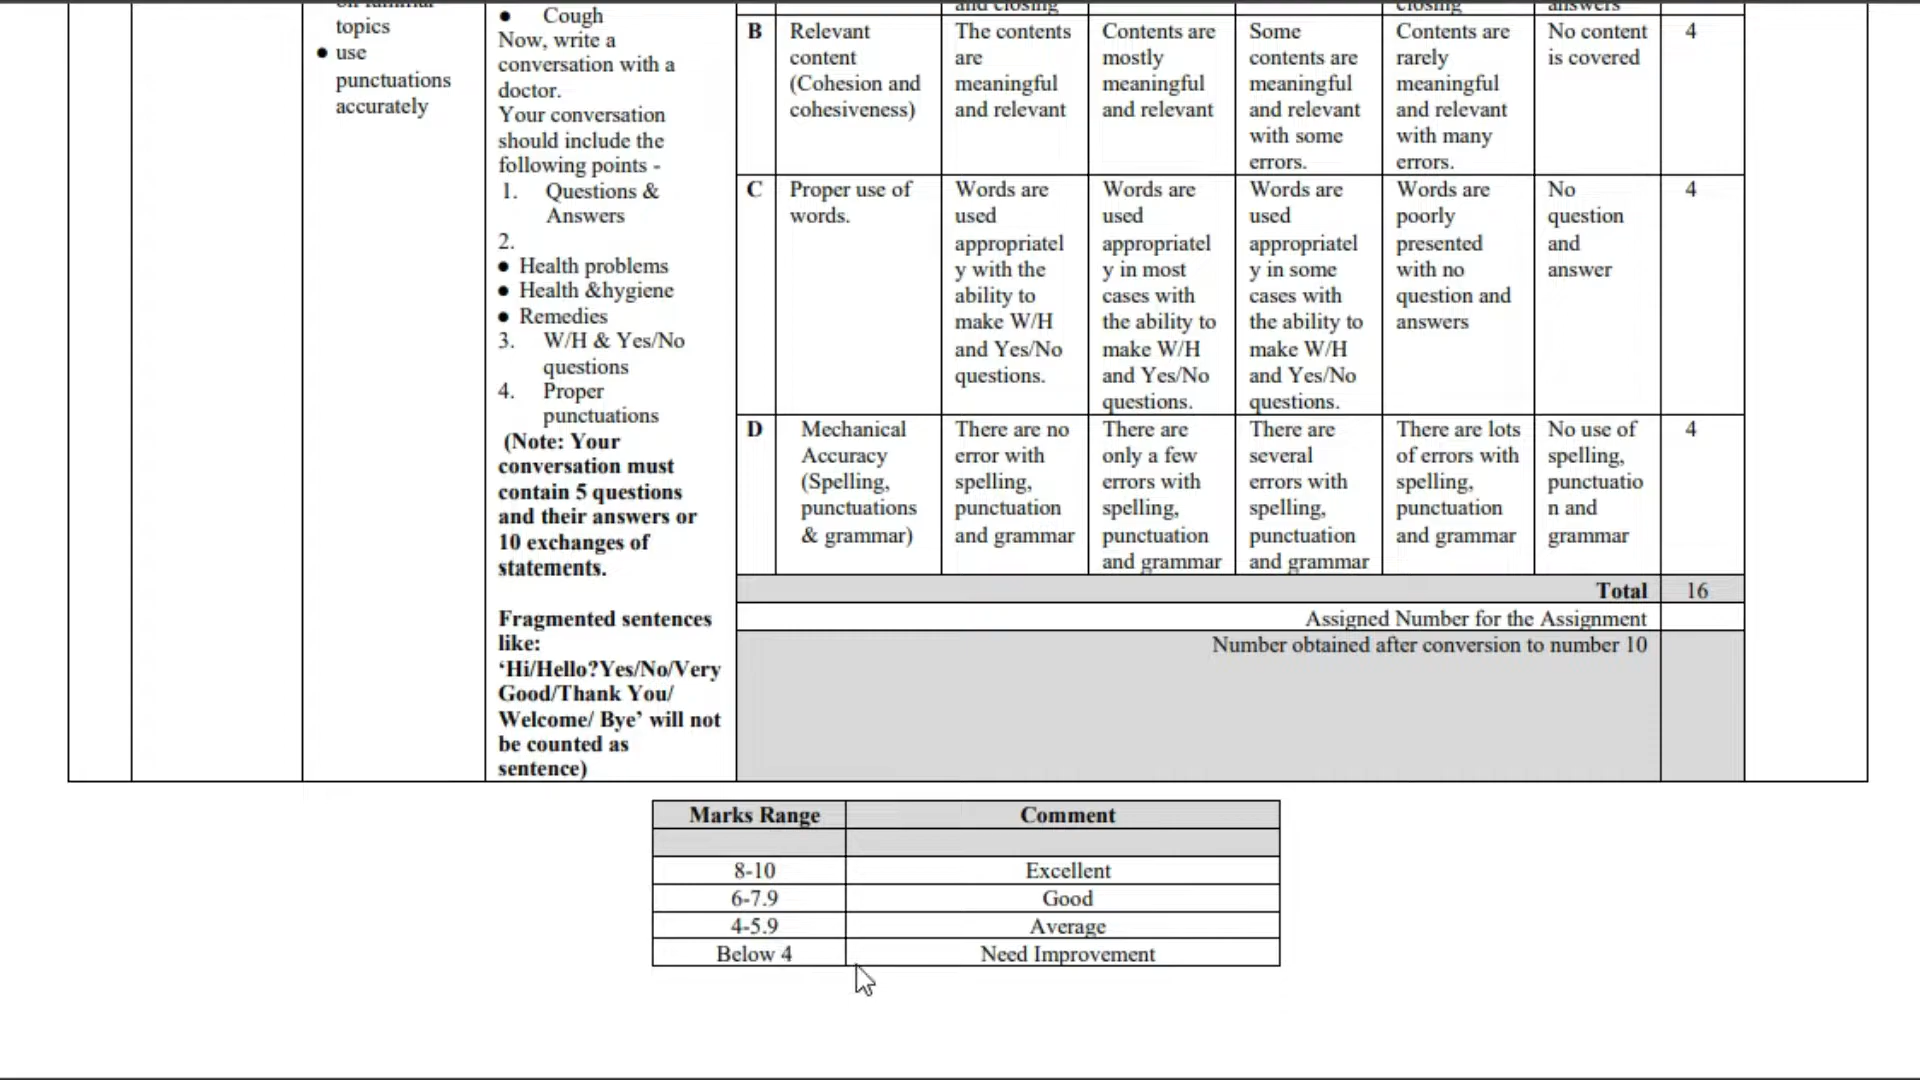 on familiar
topics
● use
punctuations
accurately
● Cough
Now, write a
conversation with a
doctor.
Your conversation
should include the
following points -
1. Questions &
Answers
2.
● Health problems
● Health &hygiene
● Remedies
3. W/H & Yes/No
questions
4. Proper
punctuations
(Note: Your
conversation must
contain 5 questions
and their answers or
10 exchanges of
statements.
Fragmented sentences
like:
‘Hi/Hello?Yes/No/Very
Good/Thank You/
Welcome/ Bye’ will not
be counted as
sentence)
and closing
closing
answers
B
Relevant
content
(Cohesion and
cohesiveness)
The contents
are
meaningful
and relevant
Contents are
mostly
meaningful
and relevant
Some
contents are
meaningful
and relevant
with some
errors.
Contents are
rarely
meaningful
and relevant
with many
errors.
No content
is covered
4
C
Proper use of
words.
Words are
used
appropriatel
y with the
ability to
make W/H
and Yes/No
questions.
Words are
used
appropriatel
y in most
cases with
the ability to
make W/H
and Yes/No
questions.
Words are
used
appropriatel
y in some
cases with
the ability to
make W/H
and Yes/No
questions.
Words are
poorly
presented
with no
question and
answers
No
question
and
answer
4
D
Mechanical
Accuracy
(Spelling,
punctuations
& grammar)
There are no
error with
spelling,
punctuation
and grammar
There are
only a few
errors with
spelling,
punctuation
and grammar
There are
several
errors with
spelling,
punctuation
and grammar
There are lots
of errors with
spelling,
punctuation
and grammar
No use of
spelling,
punctuatio
n and
grammar
4
Total 16
Assigned Number for the Assignment
Number obtained after conversion to number 10
Marks Range Comment
8-10 Excellent
6-7.9 Good
4-5.9 Average
Below 4 Need Improvement